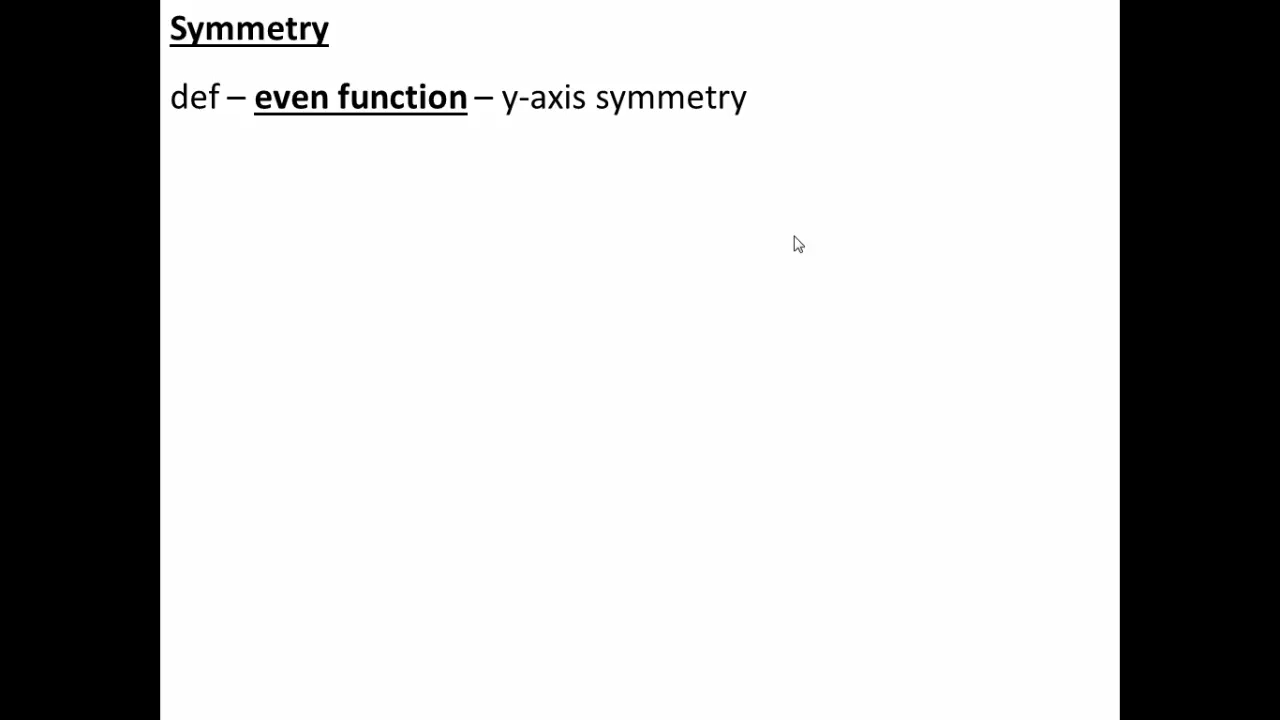 Symmetry
def – even function – y-axis symmetry